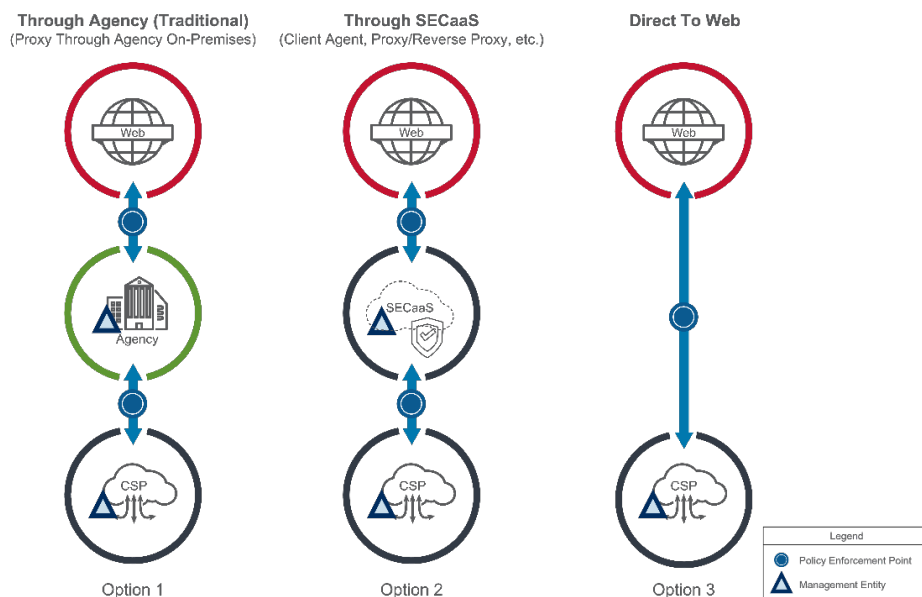 Through Agency (Traditional)
(Proxy Through Agency On-Premises)
Web
Agency
CSP
Option 1
Through SECaaS
(Client Agent, Proxy/Reverse Proxy, etc.)
Web
SECaaS
CSP
Option 2
Direct To Web
Web
CSP
Option 3
Legend
Policy Enforcement Point
Management Entity